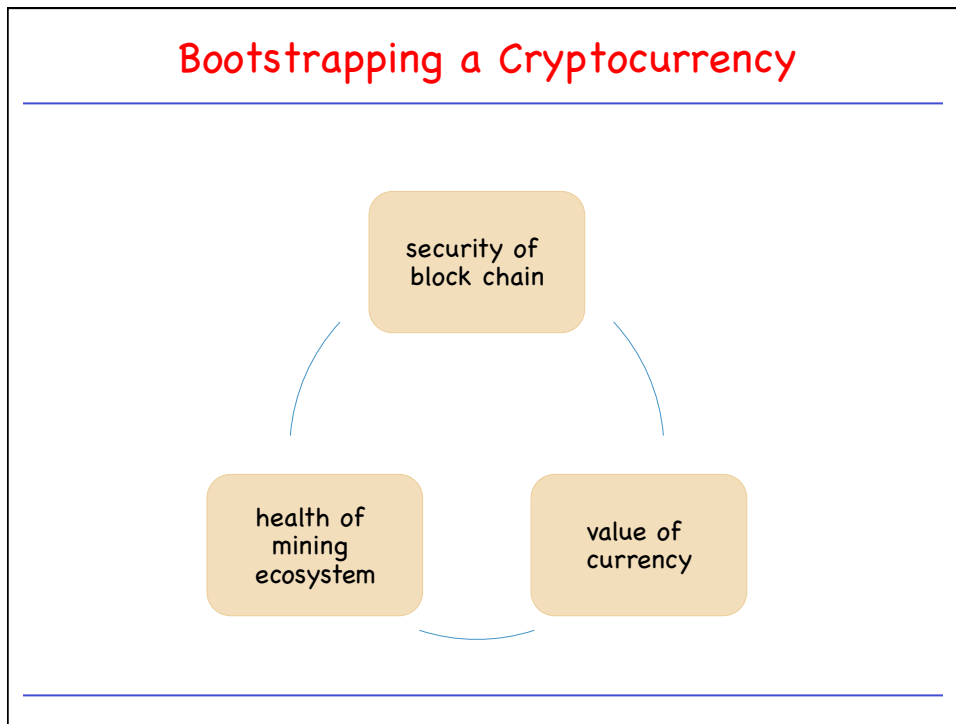 Bootstrapping a Cryptocurrency
security of
block chain
health of
mining
ecosystem
value of
currency